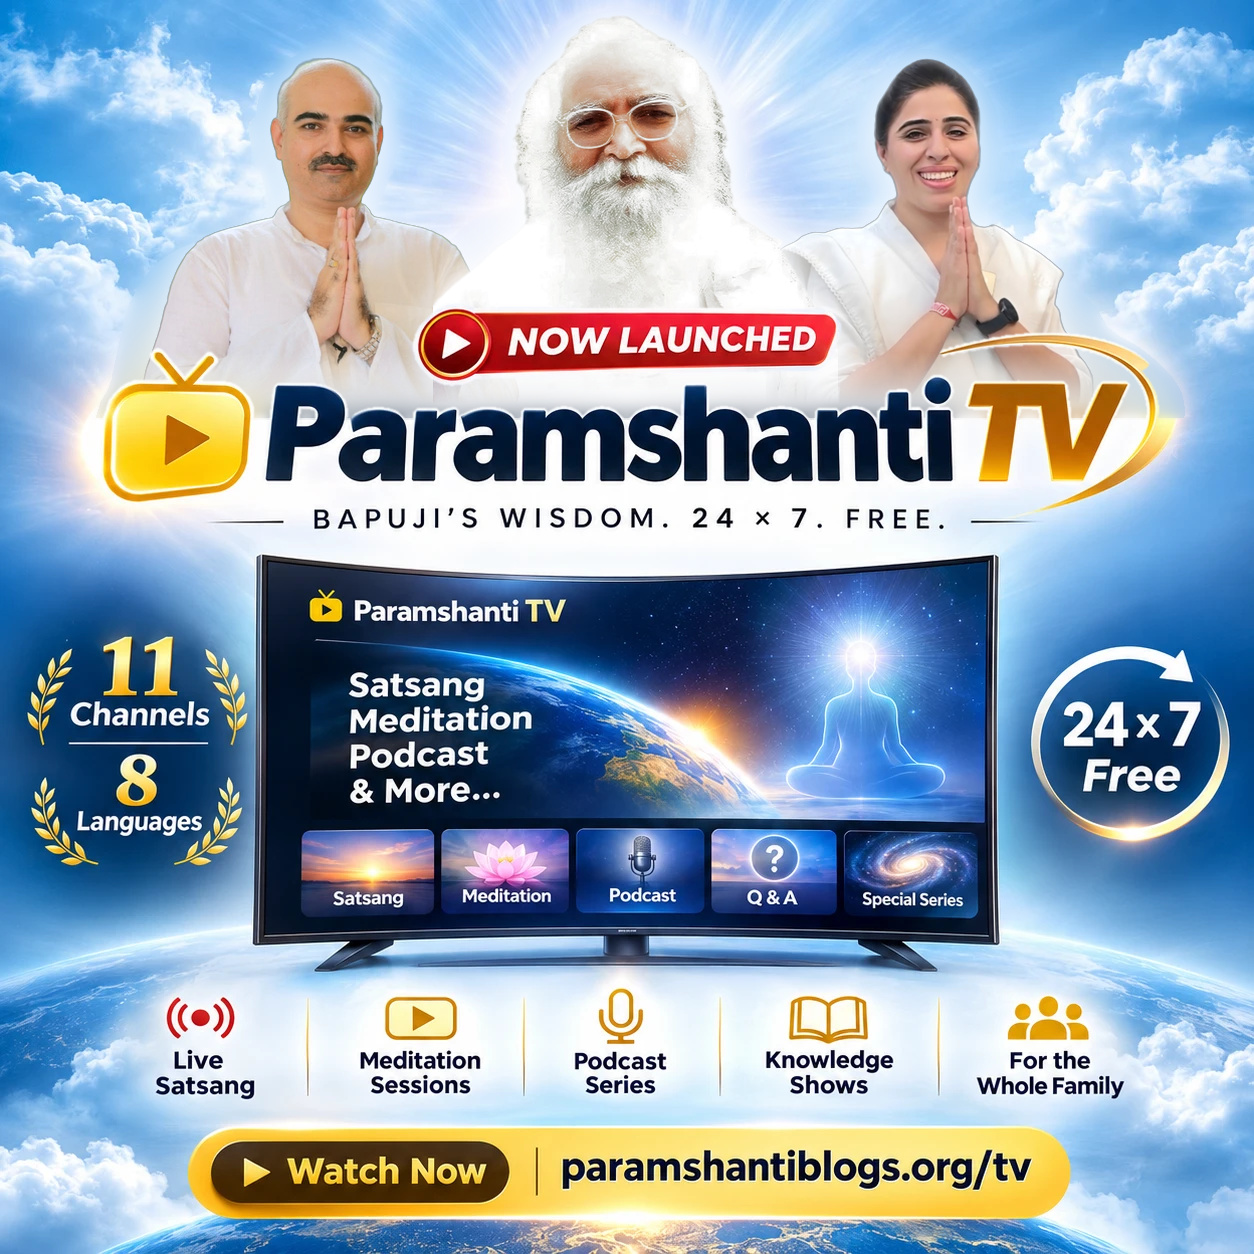 NOW LAUNCHED
Paramshanti TV
BAPUJI'S WISDOM. 24 × 7. FREE.
Paramshanti TV
Satsang
Meditation
Podcast
& More...
Satsang
Meditation
Podcast
?
Q & A
Special Series
11
Channels
8
Languages
24 × 7
Free
Live
Satsang
Meditation
Sessions
Podcast
Series
Knowledge
Shows
For the
Whole Family
Watch Now
paramshantiblogs.org/tv